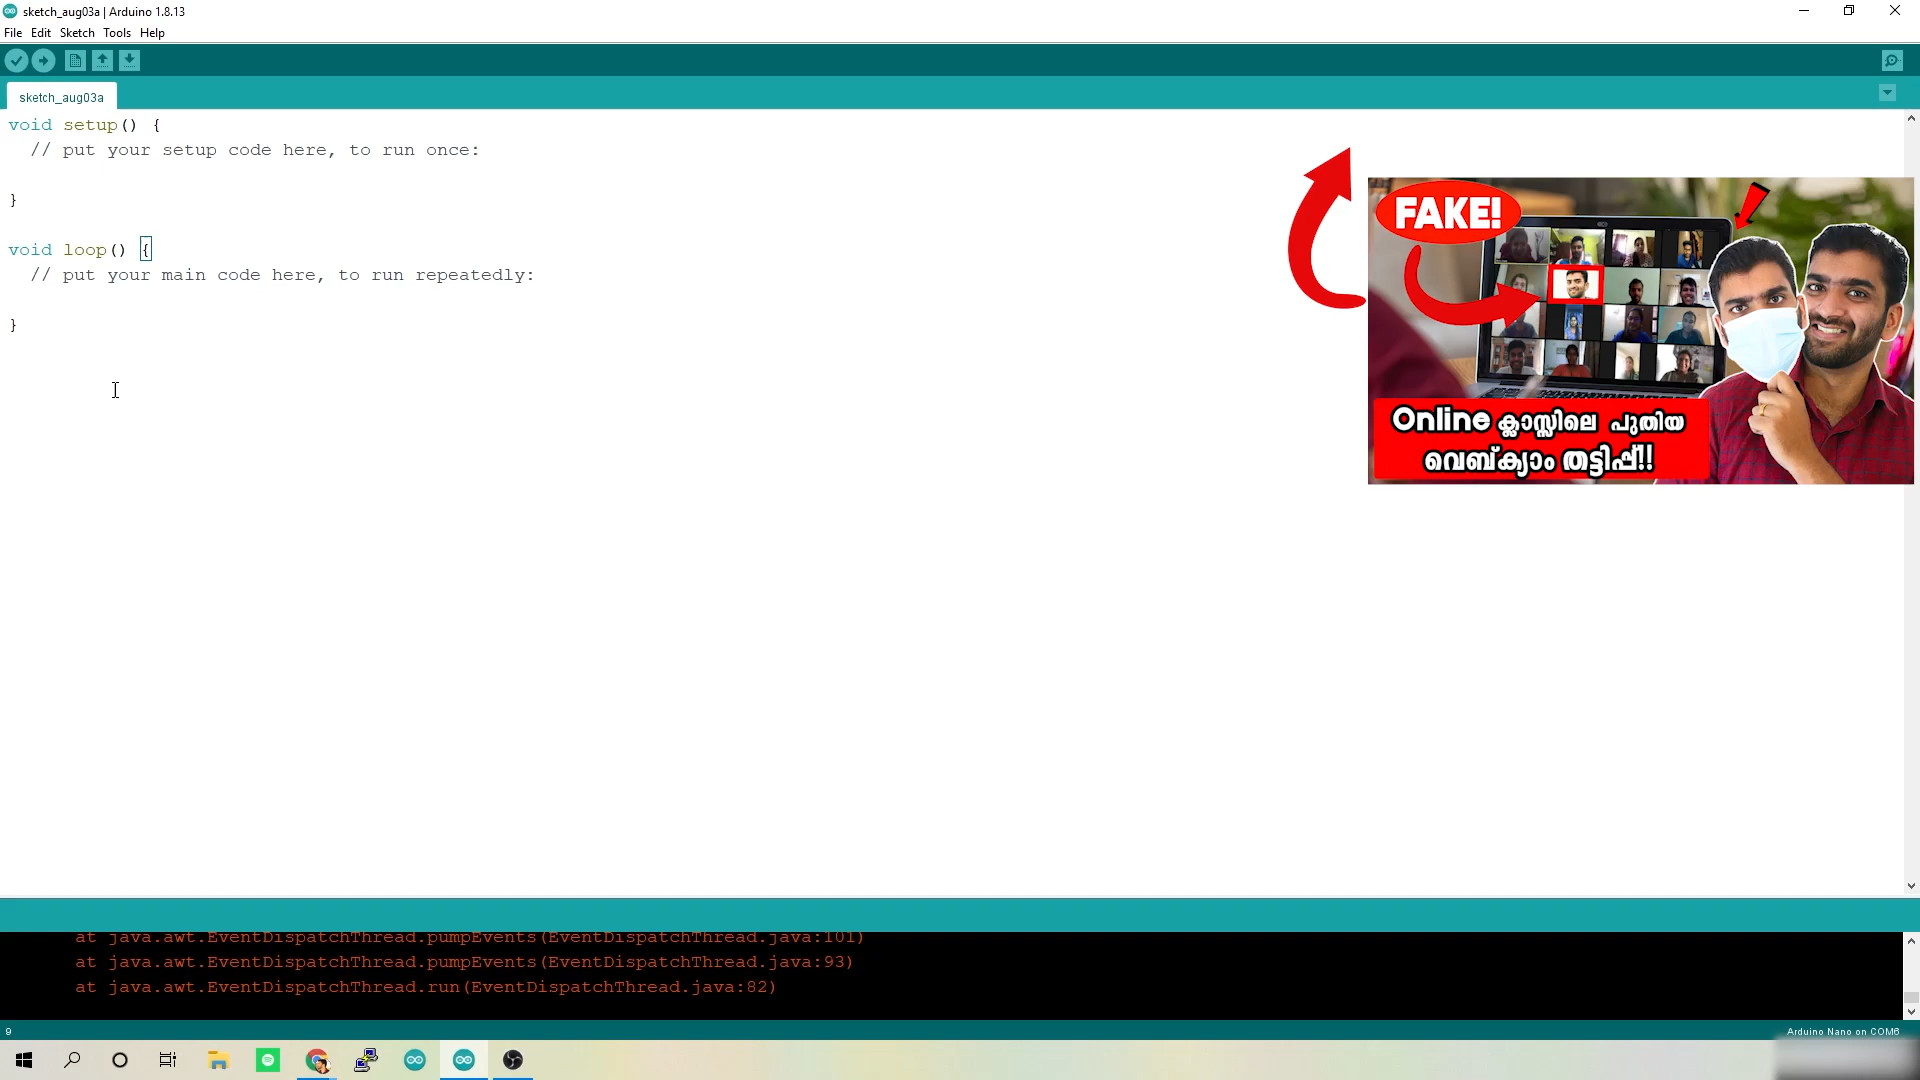 sketch_aug03a | Arduino 1.8.13
File Edit Sketch Tools Help
sketch_aug03a
void setup() {
// put your setup code here, to run once:
}
void loop() {
// put your main code here, to run repeatedly:
}
FAKE!
Online ക്ലാസ്സിലെ പുതിയ
വെബ്ക്യാം തട്ടിപ്പ്!!
at java.awt.EventDispatchThread.pumpEvents(EventDispatchThread.java:101)
at java.awt.EventDispatchThread.pumpEvents(EventDispatchThread.java:93)
at java.awt.EventDispatchThread.run(EventDispatchThread.java:82)
9
Arduino Nano on COM6